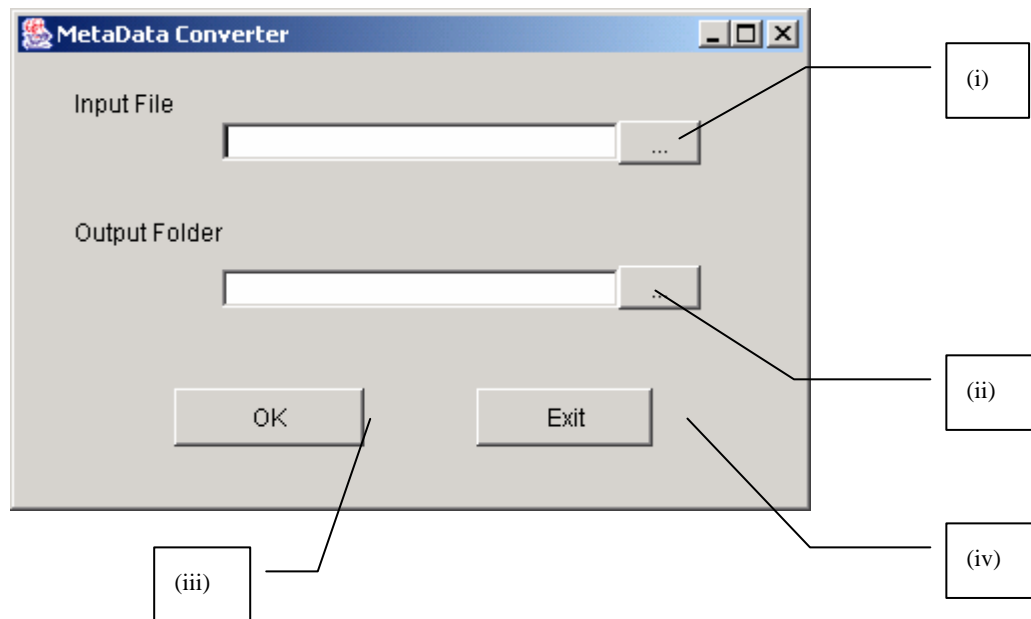 MetaData Converter
(i)
Input File
...
Output Folder
...
(ii)
OK
Exit
(iii)
(iv)